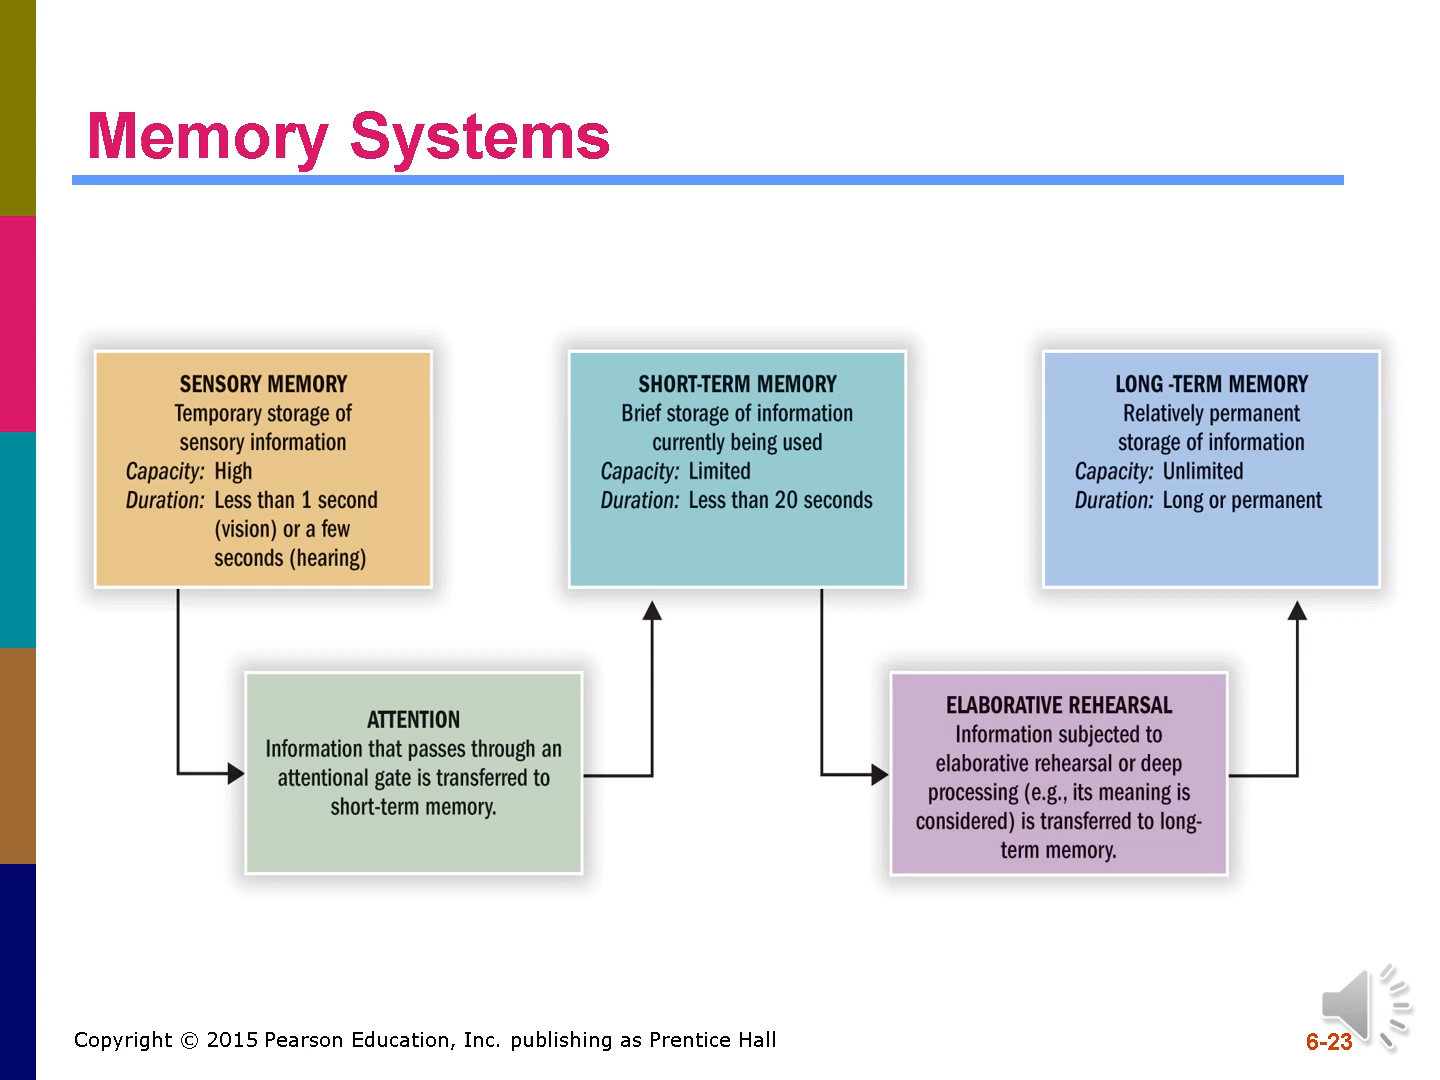 Memory Systems
SENSORY MEMORY
Temporary storage of
sensory information
Capacity: High
Duration: Less than 1 second
(vision) or a few
seconds (hearing)
SHORT-TERM MEMORY
Brief storage of information
currently being used
Capacity: Limited
Duration: Less than 20 seconds
LONG -TERM MEMORY
Relatively permanent
storage of information
Capacity: Unlimited
Duration: Long or permanent
ATTENTION
Information that passes through an
attentional gate is transferred to
short-term memory.
ELABORATIVE REHEARSAL
Information subjected to
elaborative rehearsal or deep
processing (e.g., its meaning is
considered) is transferred to long-
term memory.
Copyright © 2015 Pearson Education, Inc. publishing as Prentice Hall
6-23